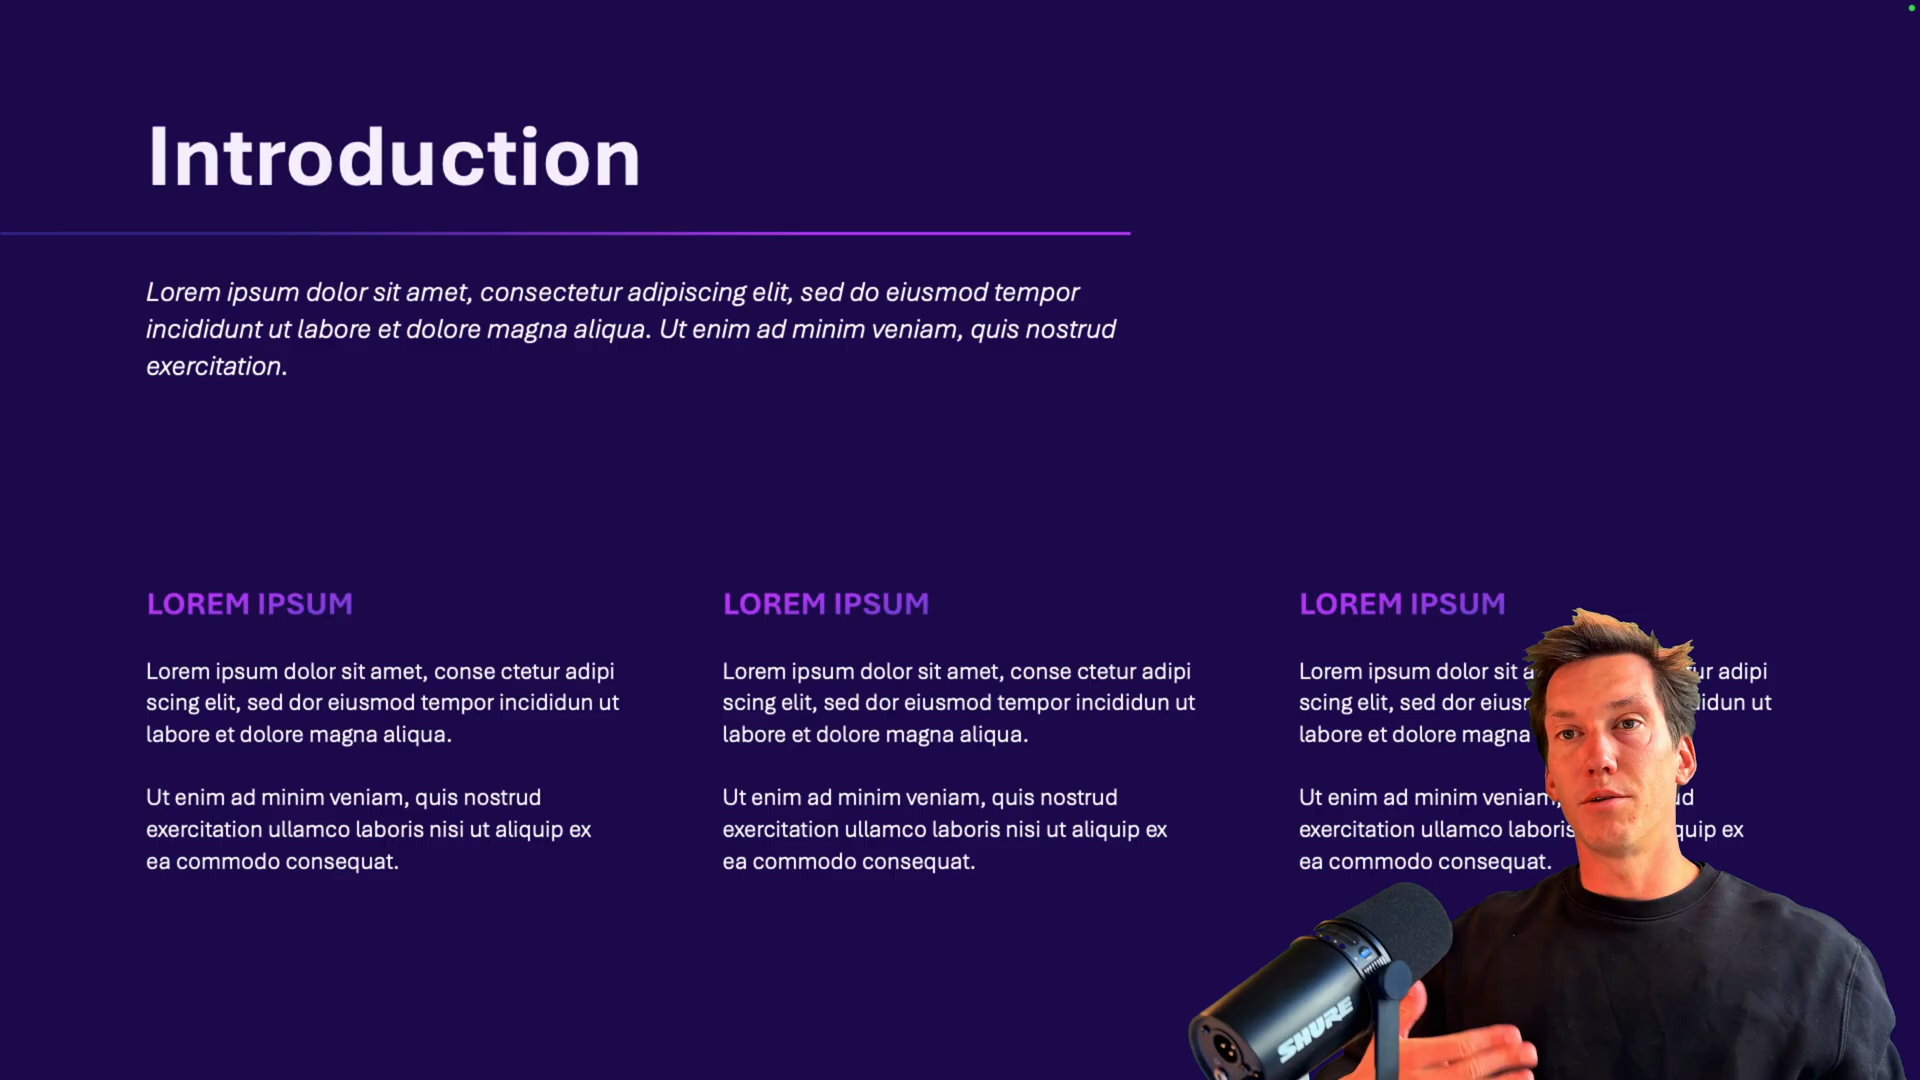 Introduction
Lorem ipsum dolor sit amet, consectetur adipiscing elit, sed do eiusmod tempor
incididunt ut labore et dolore magna aliqua. Ut enim ad minim veniam, quis nostrud
exercitation.
LOREM IPSUM
Lorem ipsum dolor sit amet, conse ctetur adipi
scing elit, sed dor eiusmod tempor incididun ut
labore et dolore magna aliqua.
Ut enim ad minim veniam, quis nostrud
exercitation ullamco laboris nisi ut aliquip ex
ea commodo consequat.
LOREM IPSUM
Lorem ipsum dolor sit amet, conse ctetur adipi
scing elit, sed dor eiusmod tempor incididun ut
labore et dolore magna aliqua.
Ut enim ad minim veniam, quis nostrud
exercitation ullamco laboris nisi ut aliquip ex
ea commodo consequat.
LOREM IPSUM
Lorem ipsum dolor sit adipi
scing elit, sed dor ut
labore et dolore magna
Ut enim ad minim veniam,
exercitation ullamco laboris ex
ea commodo consequat.
SHURE